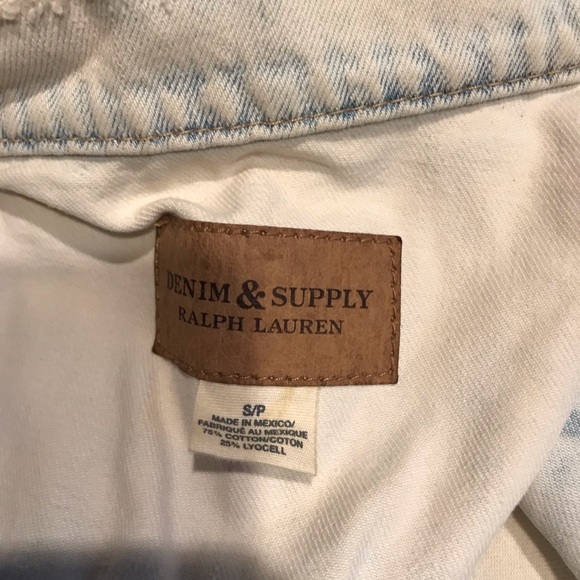 DENIM & SUPPLY
RALPH LAUREN
S/P
MADE IN MEXICO/
FABRIQUÉ AU MEXIQUE
75% COTTON/COTON
25% LYOCELL